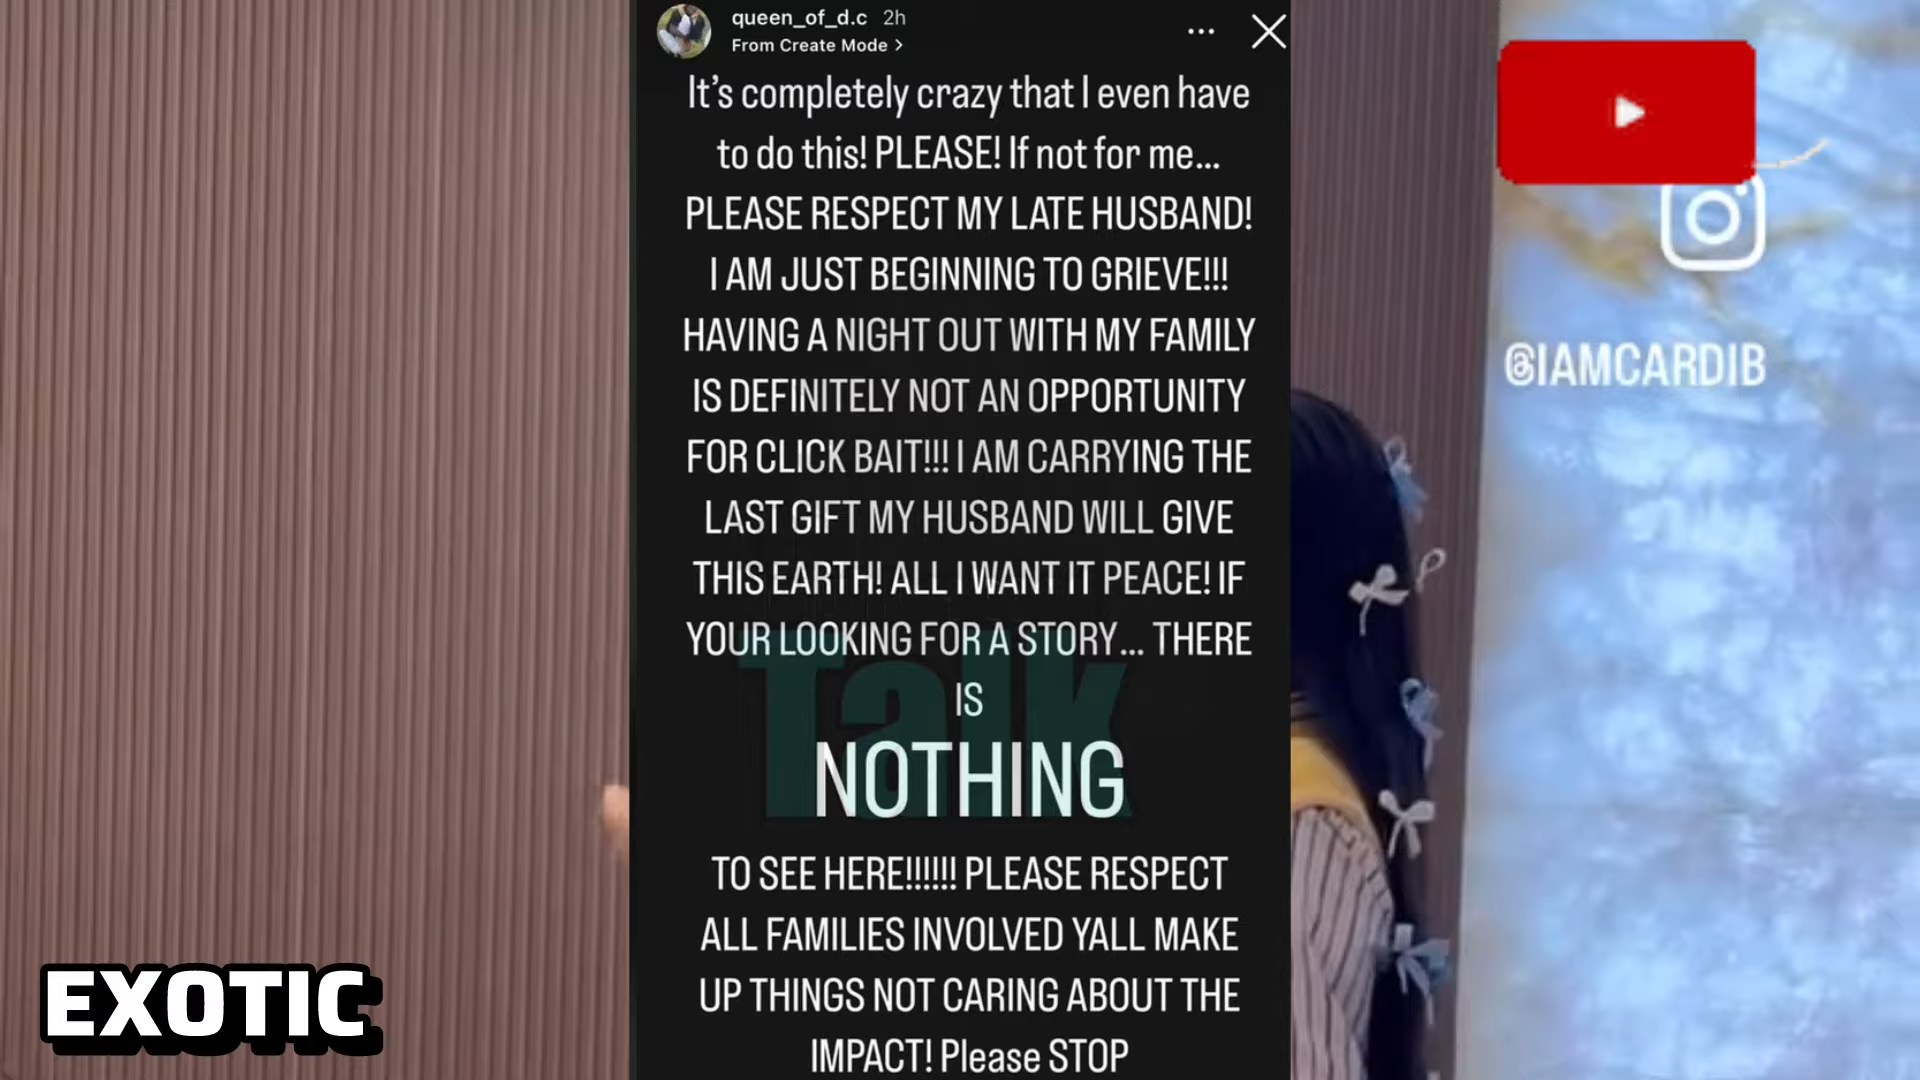 queen_of_d.c 2h
From Create Mode >
It's completely crazy that I even have
to do this! PLEASE! If not for me...
PLEASE RESPECT MY LATE HUSBAND!
I AM JUST BEGINNING TO GRIEVE!!!
HAVING A NIGHT OUT WITH MY FAMILY
IS DEFINITELY NOT AN OPPORTUNITY
FOR CLICK BAIT!!! I AM CARRYING THE
LAST GIFT MY HUSBAND WILL GIVE
THIS EARTH! ALL I WANT IT PEACE! IF
YOUR LOOKING FOR A STORY... THERE
IS
NOTHING
TO SEE HERE!!!!!! PLEASE RESPECT
ALL FAMILIES INVOLVED YALL MAKE
UP THINGS NOT CARING ABOUT THE
IMPACT! Please STOP
Talk
@IAMCARDIB
EXOTIC